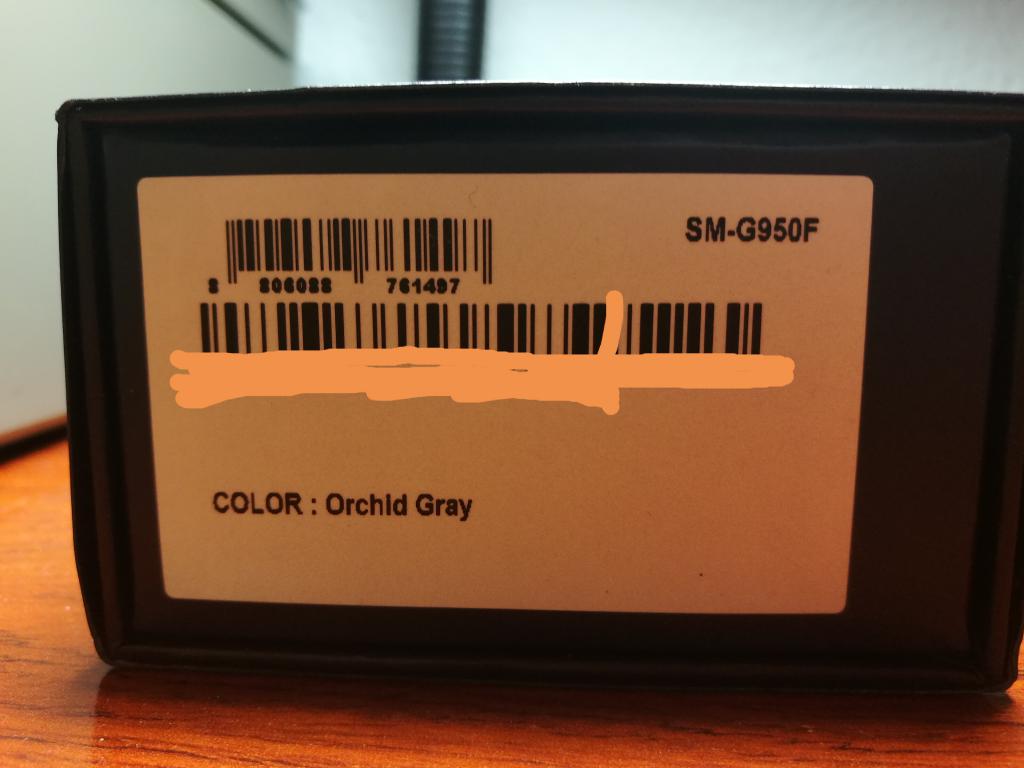 SM-G950F
8 806088 761497
COLOR : Orchid Gray